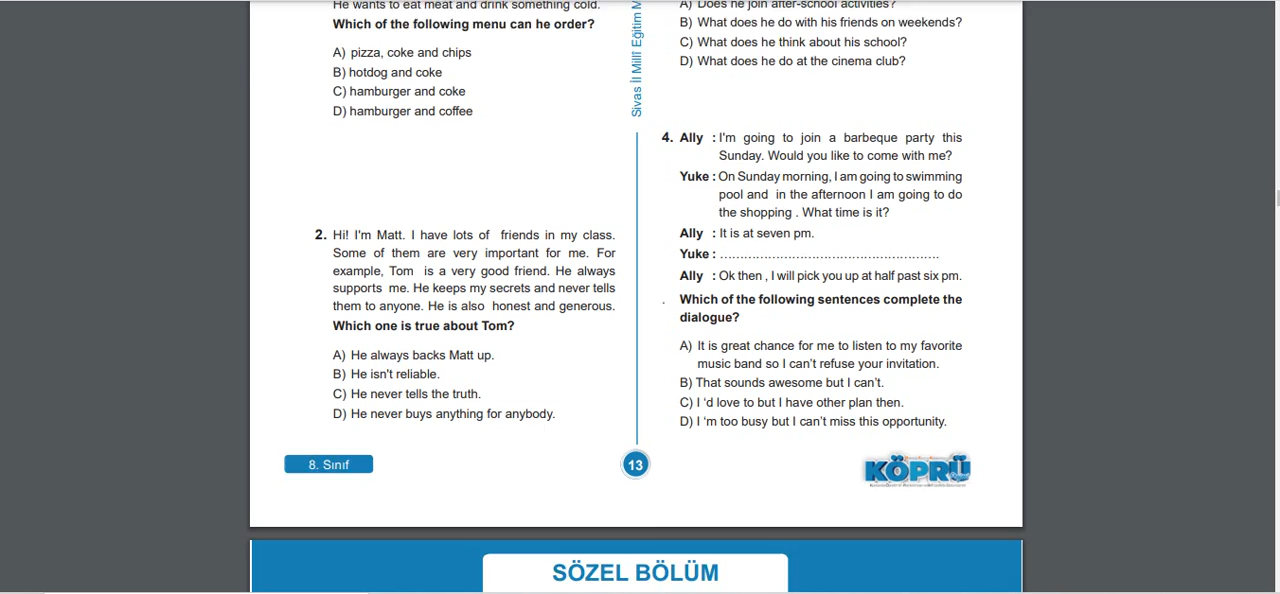 He wants to eat meat and drink something cold.
Which of the following menu can he order?
A) pizza, coke and chips
B) hotdog and coke
C) hamburger and coke
D) hamburger and coffee
2. Hi! I'm Matt. I have lots of friends in my class.
Some of them are very important for me. For
example, Tom is a very good friend. He always
supports me. He keeps my secrets and never tells
them to anyone. He is also honest and generous.
Which one is true about Tom?
A) He always backs Matt up.
B) He isn't reliable.
C) He never tells the truth.
D) He never buys anything for anybody.
Sivas İl Millî Eğitim M
A) Does he join after-school activities?
B) What does he do with his friends on weekends?
C) What does he think about his school?
D) What does he do at the cinema club?
4. Ally : I'm going to join a barbeque party this
Sunday. Would you like to come with me?
Yuke : On Sunday morning, I am going to swimming
pool and in the afternoon I am going to do
the shopping . What time is it?
Ally : It is at seven pm.
Yuke : ......................................................
Ally : Ok then , I will pick you up at half past six pm.
. Which of the following sentences complete the
dialogue?
A) It is great chance for me to listen to my favorite
music band so I can't refuse your invitation.
B) That sounds awesome but I can't.
C) I 'd love to but I have other plan then.
D) I 'm too busy but I can't miss this opportunity.
8. Sınıf
13
KÖPRÜ
SÖZEL BÖLÜM